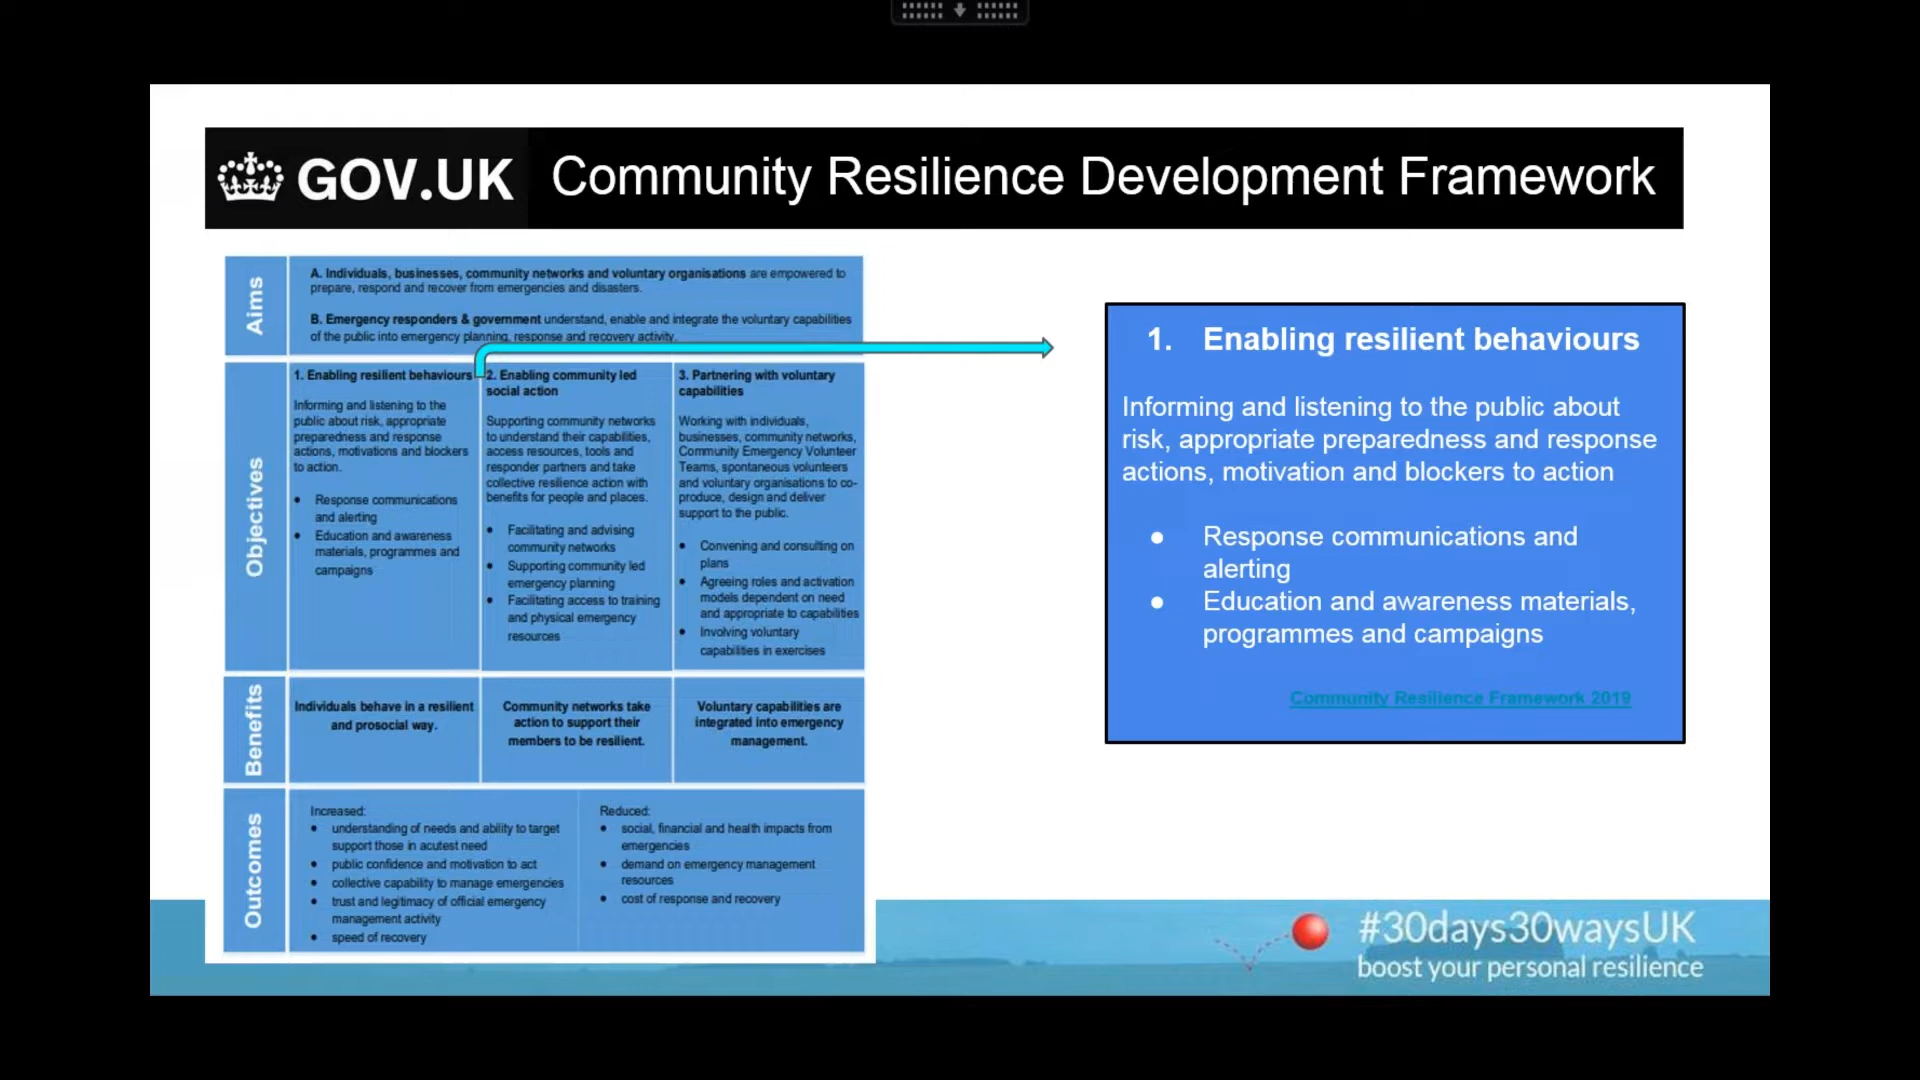 GOV.UK Community Resilience Development Framework
Aims
A. Individuals, businesses, community networks and voluntary organisations are empowered to
prepare, respond and recover from emergencies and disasters.
B. Emergency responders & government understand, enable and integrate the voluntary capabilities
of the public into emergency planning, response and recovery activity.
Objectives
1. Enabling resilient behaviours
Informing and listening to the
public about risk, appropriate
preparedness and response
actions, motivations and blockers
to action.
• Response communications
and alerting
• Education and awareness
materials, programmes and
campaigns
2. Enabling community led
social action
Supporting community networks
to understand their capabilities,
access resources, tools and
responder partners and take
collective resilience action with
benefits for people and places.
• Facilitating and advising
community networks
• Supporting community led
emergency planning
• Facilitating access to training
and physical emergency
resources
3. Partnering with voluntary
capabilities
Working with individuals,
businesses, community networks,
Community Emergency Volunteer
Teams, spontaneous volunteers
and voluntary organisations to co-
produce, design and deliver
support to the public.
• Convening and consulting on
plans
• Agreeing roles and activation
models dependent on need
and appropriate to capabilities
• Involving voluntary
capabilities in exercises
Benefits
Individuals behave in a resilient
and prosocial way.
Community networks take
action to support their
members to be resilient.
Voluntary capabilities are
integrated into emergency
management.
Outcomes
Increased:
• understanding of needs and ability to target
support those in acutest need
• public confidence and motivation to act
• collective capability to manage emergencies
• trust and legitimacy of official emergency
management activity
• speed of recovery
Reduced:
• social, financial and health impacts from
emergencies
• demand on emergency management
resources
• cost of response and recovery
1. Enabling resilient behaviours
Informing and listening to the public about
risk, appropriate preparedness and response
actions, motivation and blockers to action
• Response communications and
alerting
• Education and awareness materials,
programmes and campaigns
Community Resilience Framework 2019
#30days30waysUK
boost your personal resilience